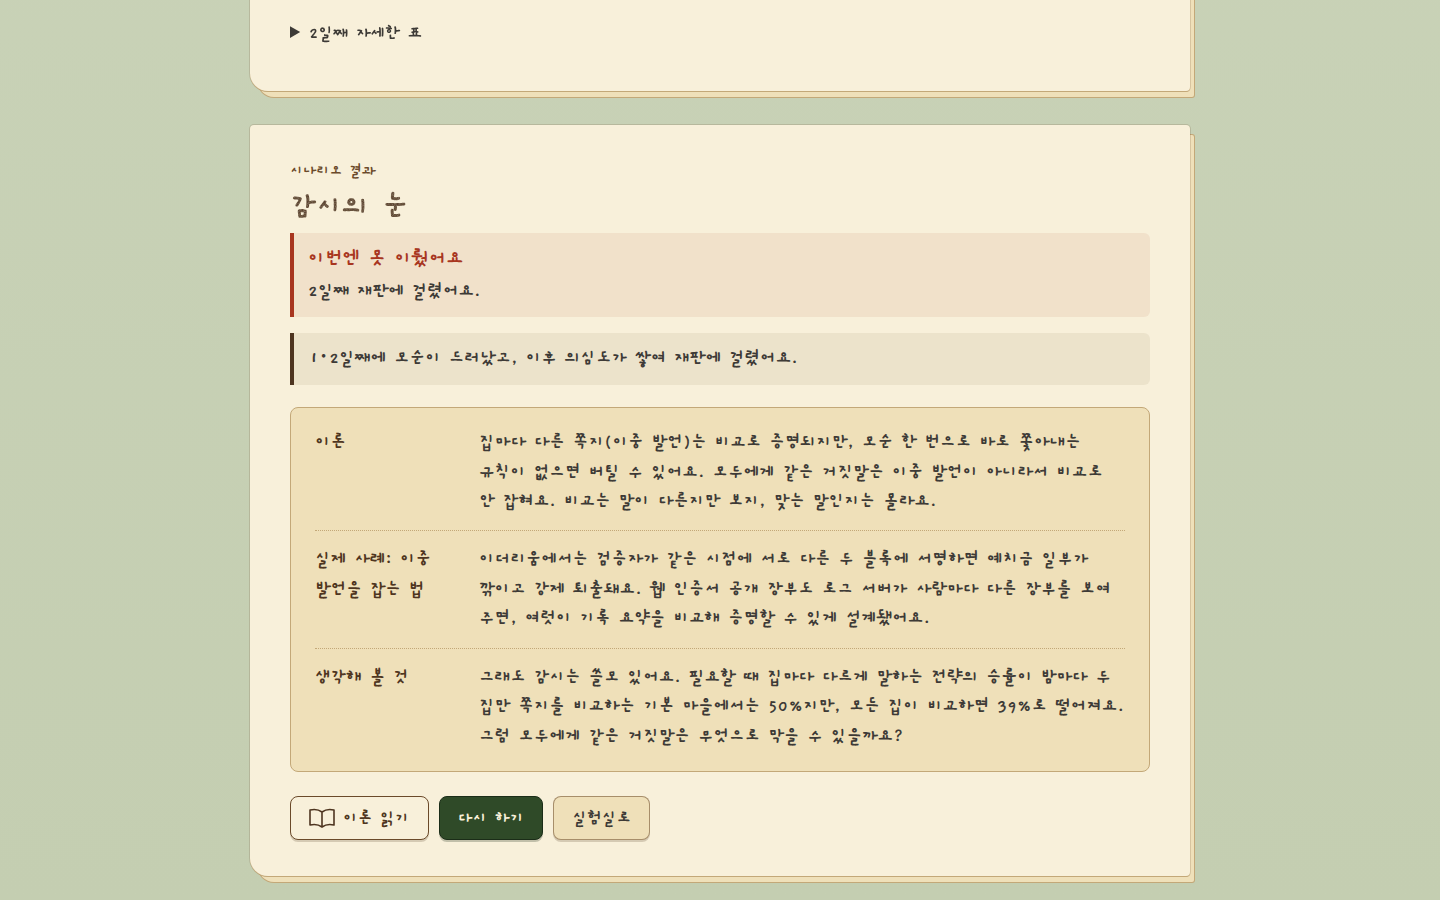 ▶ 2일째 자세한 표
시나리오 결과
감시의 눈
이번엔 못 이뤘어요
2일째 재판에 걸렸어요.
1·2일째에 모순이 드러났고, 이후 의심도가 쌓여 재판에 걸렸어요.
이론
집마다 다른 쪽지(이중 발언)는 비교로 증명되지만, 모순 한 번으로 바로 쫓아내는
규칙이 없으면 버틸 수 있어요. 모두에게 같은 거짓말은 이중 발언이 아니라서 비교로
안 잡혀요. 비교는 말이 다른지만 보지, 맞는 말인지는 몰라요.
실제 사례: 이중
발언을 잡는 법
이더리움에서는 검증자가 같은 시점에 서로 다른 두 블록에 서명하면 예치금 일부가
깎이고 강제 퇴출돼요. 웹 인증서 공개 장부도 로그 서버가 사람마다 다른 장부를 보여
주면, 여럿이 기록 요약을 비교해 증명할 수 있게 설계됐어요.
생각해 볼 것
그래도 감시는 쓸모 있어요. 필요할 때 집마다 다르게 말하는 전략의 승률이 밤마다 두
집만 쪽지를 비교하는 기본 마을에서는 50%지만, 모든 집이 비교하면 39%로 떨어져요.
그럼 모두에게 같은 거짓말은 무엇으로 막을 수 있을까요?
이론 읽기
다시 하기
실험실로